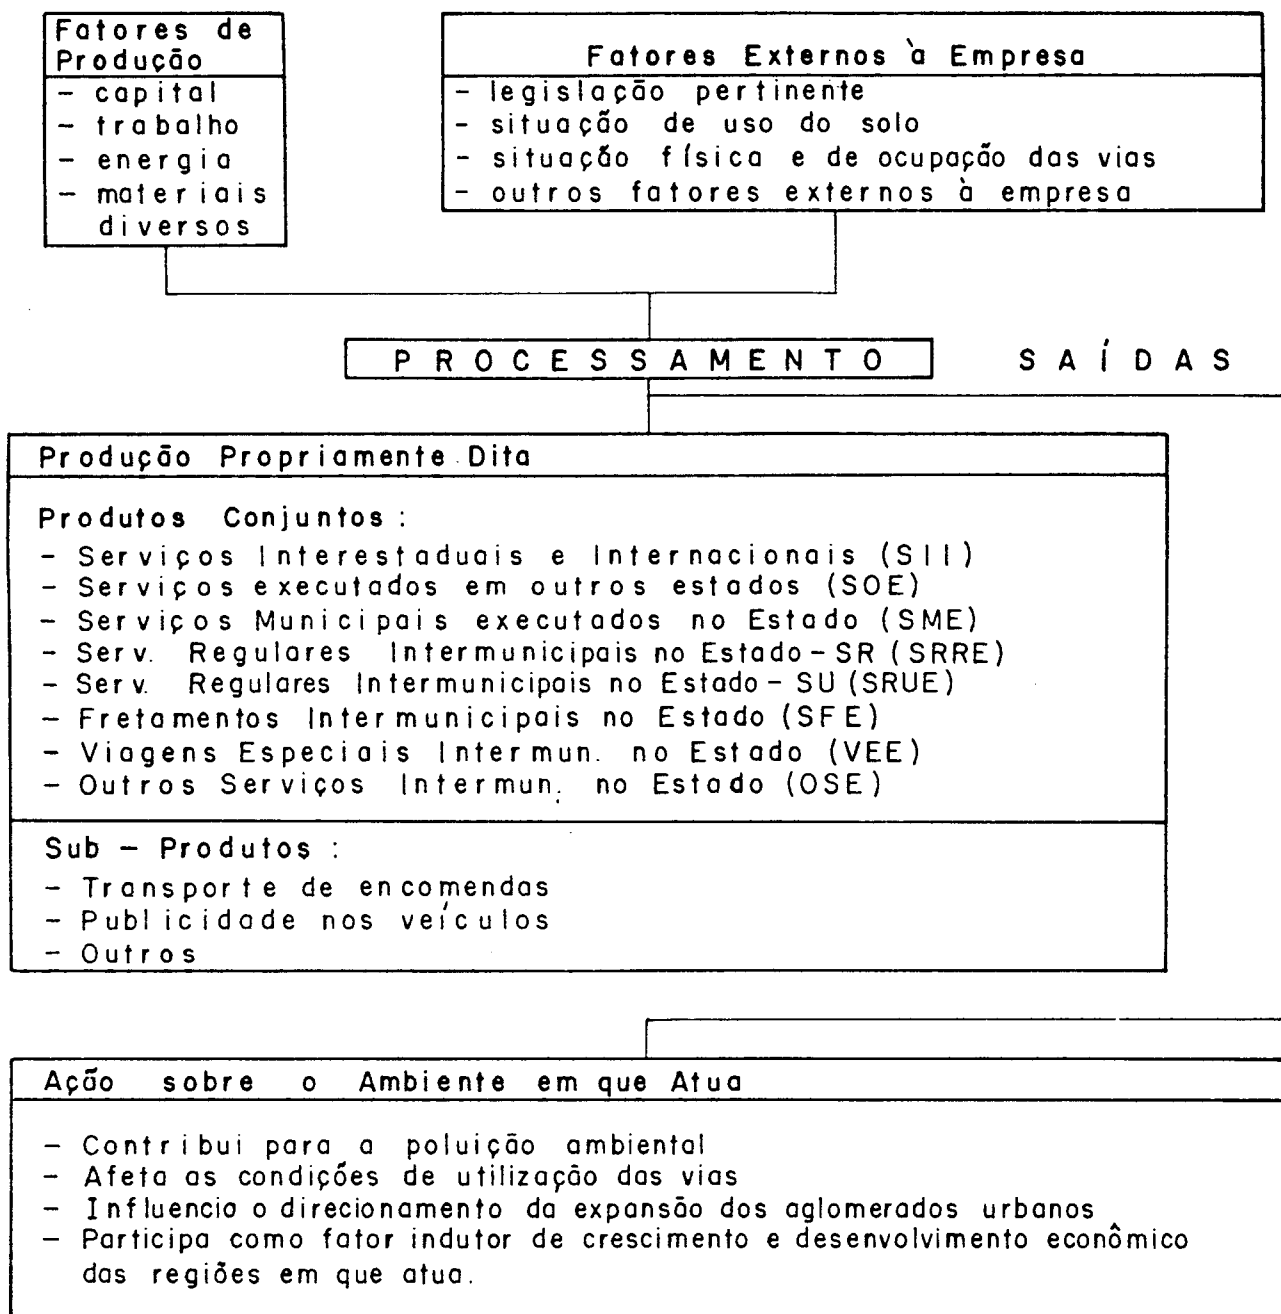 Fatores de
Produção
- capital
- trabalho
- energia
- materiais
diversos
Fatores Externos à Empresa
- legislação pertinente
- situação de uso do solo
- situação física e de ocupação das vias
- outros fatores externos à empresa
PROCESSAMENTO
SAÍDAS
Produção Propriamente Dita
Produtos Conjuntos :
- Serviços Interestaduais e Internacionais (SII)
- Serviços executados em outros estados (SOE)
- Serviços Municipais executados no Estado (SME)
- Serv. Regulares Intermunicipais no Estado - SR (SRRE)
- Serv. Regulares Intermunicipais no Estado - SU (SRUE)
- Fretamentos Intermunicipais no Estado (SFE)
- Viagens Especiais Intermun. no Estado (VEE)
- Outros Serviços Intermun. no Estado (OSE)
Sub - Produtos :
- Transporte de encomendas
- Publicidade nos veículos
- Outros
Ação sobre o Ambiente em que Atua
- Contribui para a poluição ambiental
- Afeta as condições de utilização das vias
- Influencia o direcionamento da expansão dos aglomerados urbanos
- Participa como fator indutor de crescimento e desenvolvimento econômico
das regiões em que atua.